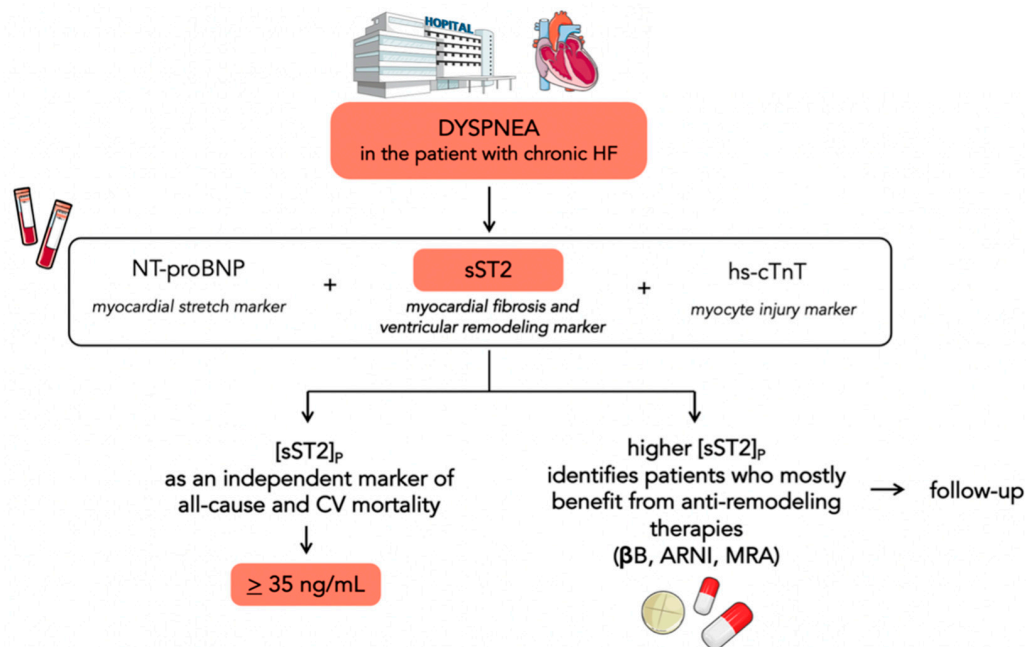 HOPITAL
DYSPNEA
in the patient with chronic HF
NT-proBNP
myocardial stretch marker
+
sST2
myocardial fibrosis and
ventricular remodeling marker
+
hs-cTnT
myocyte injury marker
[sST2]P
as an independent marker of
all-cause and CV mortality
≥ 35 ng/mL
higher [sST2]P
identifies patients who mostly
benefit from anti-remodeling
therapies
(βB, ARNI, MRA)
follow-up